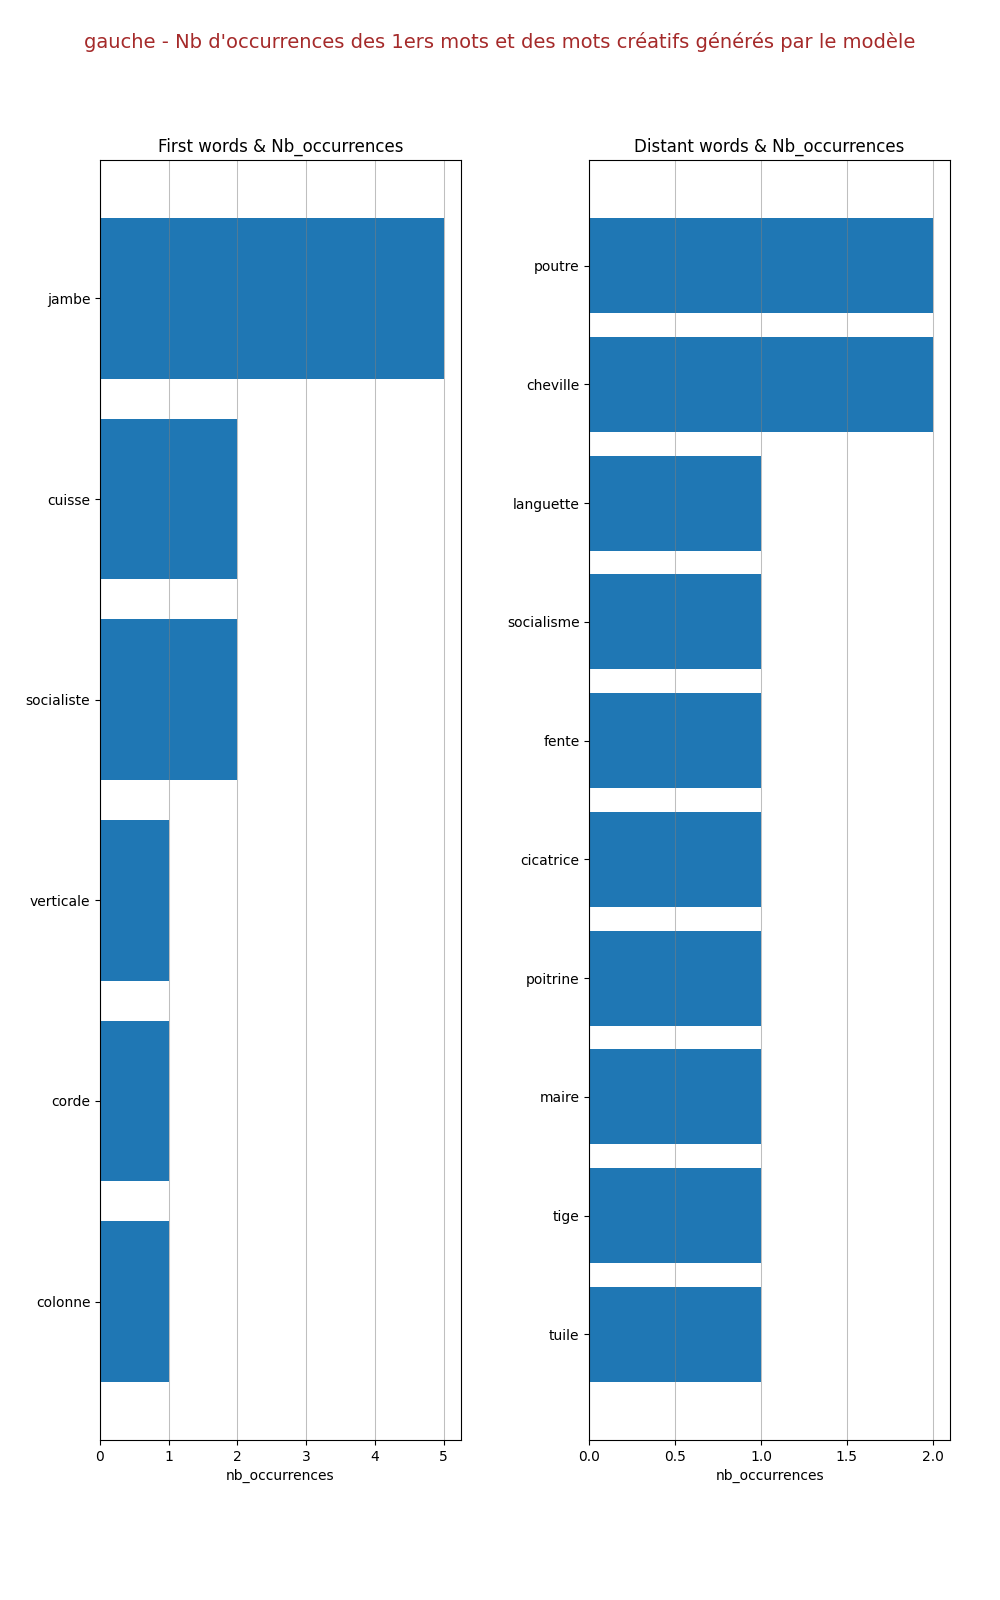 gauche - Nb d'occurrences des 1ers mots et des mots créatifs générés par le modèle
First words & Nb_occurrences
jambe
cuisse
socialiste
verticale
corde
colonne
0 1 2 3 4 5
nb_occurrences
Distant words & Nb_occurrences
poutre
cheville
languette
socialisme
fente
cicatrice
poitrine
maire
tige
tuile
0.0 0.5 1.0 1.5 2.0
nb_occurrences